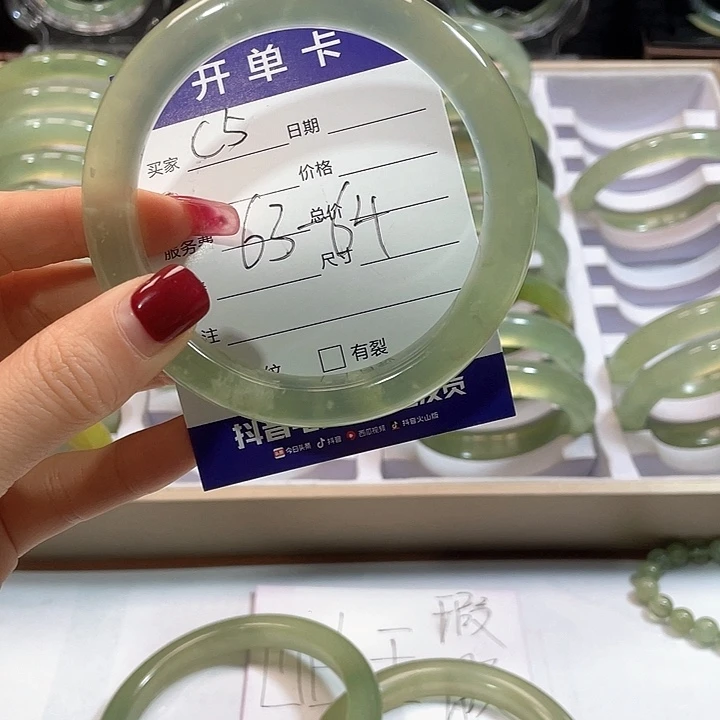 开单卡
买家 C5 日期
价格
服务费 63-64 总价
尺寸
注
纹 □ 有裂
抖音
今日头条 抖音 西瓜视频 抖音火山版
瑕